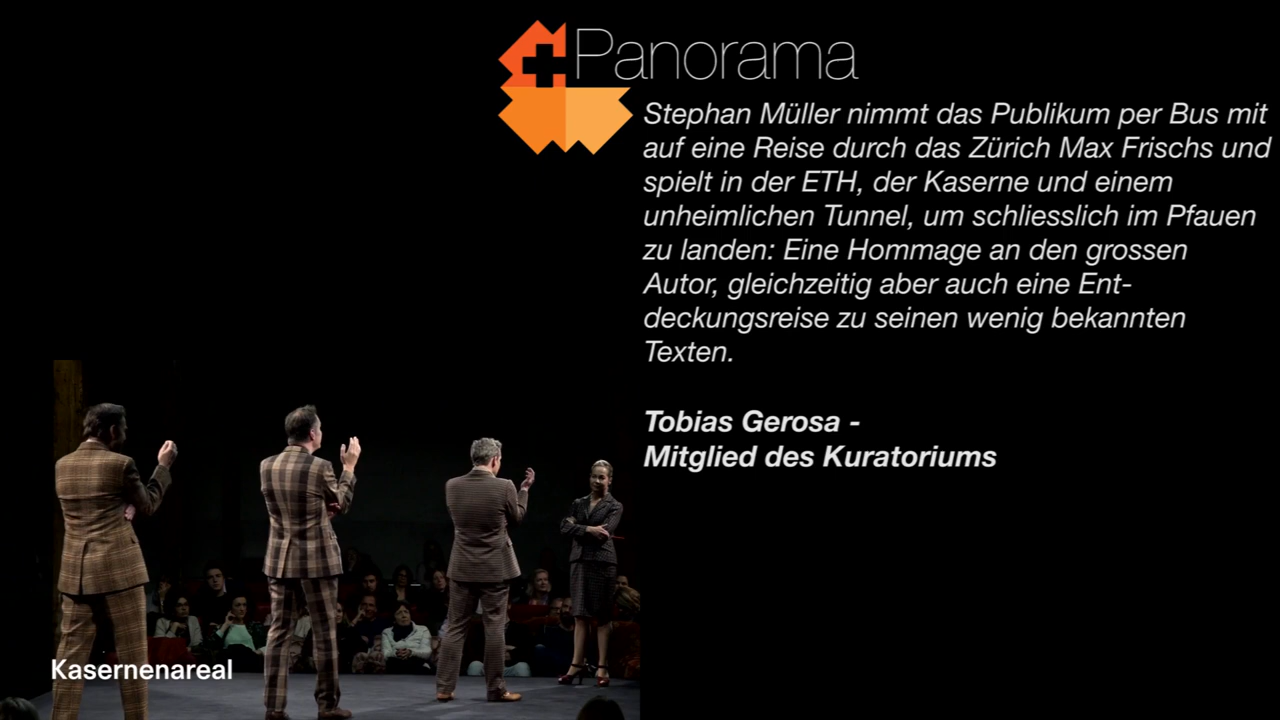 Panorama
Stephan Müller nimmt das Publikum per Bus mit
auf eine Reise durch das Zürich Max Frischs und
spielt in der ETH, der Kaserne und einem
unheimlichen Tunnel, um schliesslich im Pfauen
zu landen: Eine Hommage an den grossen
Autor, gleichzeitig aber auch eine Ent-
deckungsreise zu seinen wenig bekannten
Texten.
Tobias Gerosa -
Mitglied des Kuratoriums
Kasernenareal